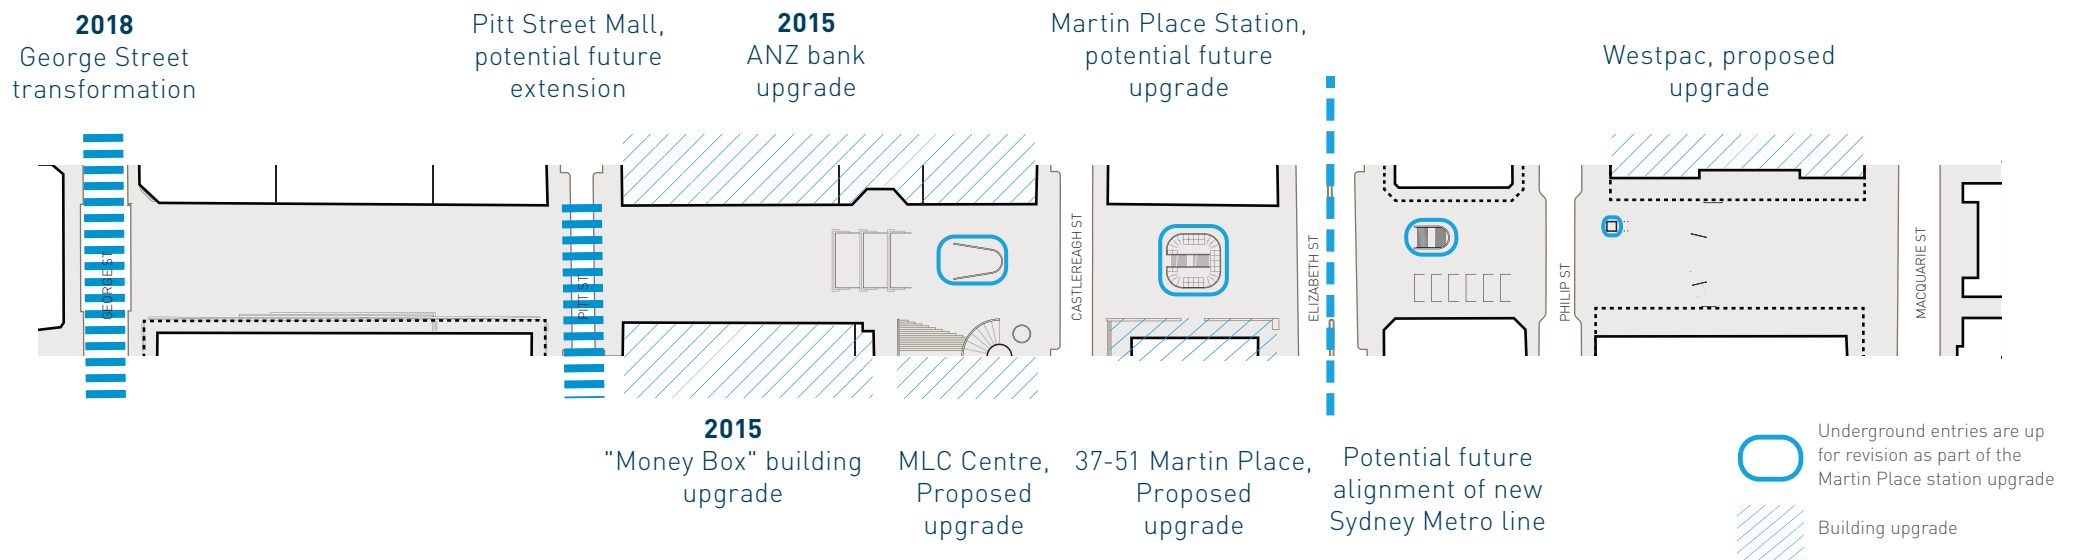 2018
George Street
transformation
Pitt Street Mall,
potential future
extension
2015
ANZ bank
upgrade
Martin Place Station,
potential future
upgrade
Westpac, proposed
upgrade
GEORGE ST
PITT ST
CASTLEREAGH ST
ELIZABETH ST
PHILIP ST
MACQUARIE ST
2015
"Money Box" building
upgrade
MLC Centre,
Proposed
upgrade
37-51 Martin Place,
Proposed
upgrade
Potential future
alignment of new
Sydney Metro line
Underground entries are up
for revision as part of the
Martin Place station upgrade
Building upgrade